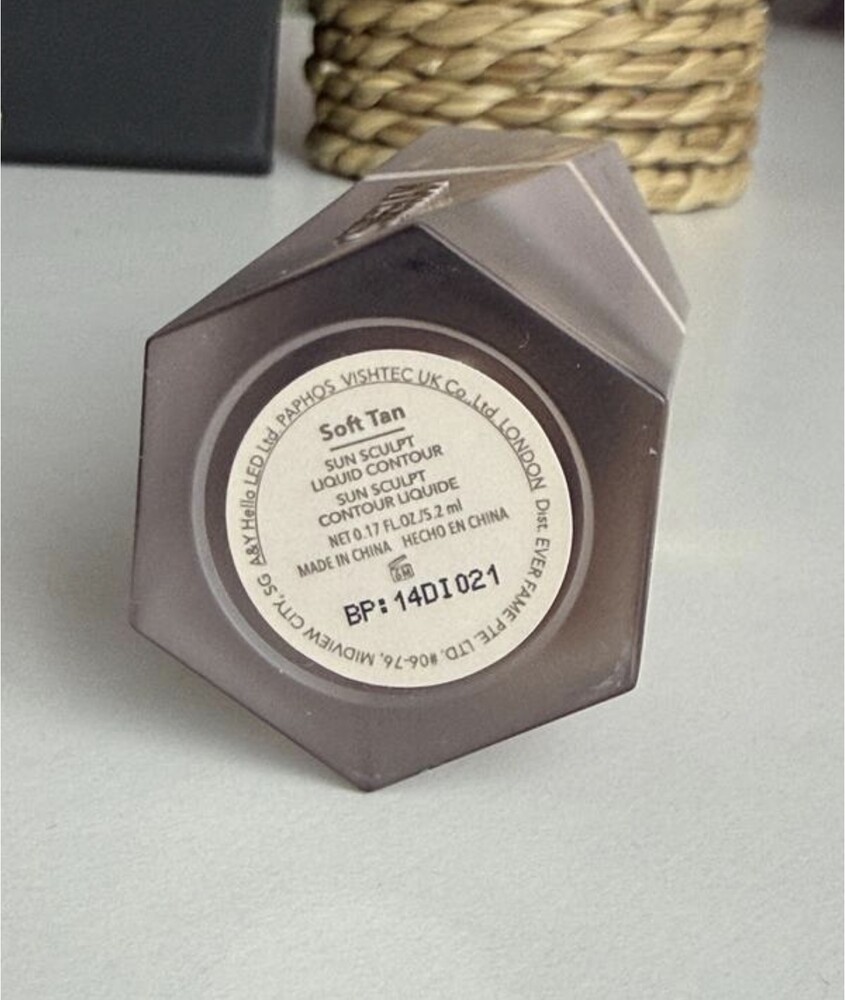 Soft Tan
SUN SCULPT
LIQUID CONTOUR
SUN SCULPT
CONTOUR LIQUIDE
NET 0.17 FL.OZ/5.2 ml
MADE IN CHINA HECHO EN CHINA
6M
BP:14DI021
A&Y Hello LED Ltd PAPHOS VISHTEC UK Co.,Ltd LONDON Dist. EVER FAME PTE. LTD. #06-76, MIDVIEW CITY, SG